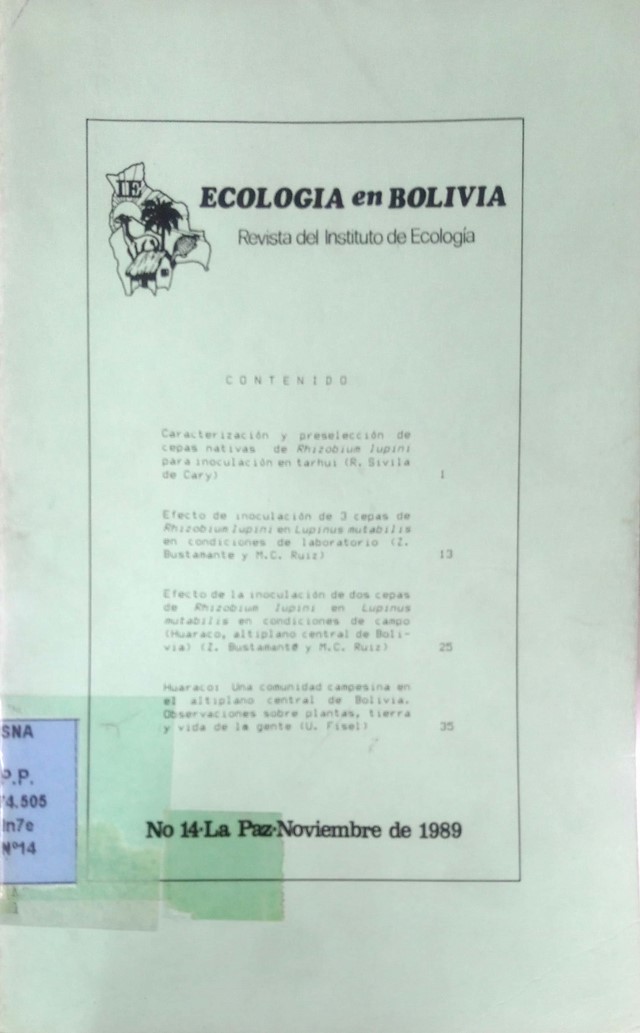 IE
ECOLOGIA en BOLIVIA
Revista del Instituto de Ecología
CONTENIDO
Caracterización y preselección de
cepas nativas de Rhizobium lupini
para inoculación en tarhui (R. Sivila
de Cary) 1
Efecto de inoculación de 3 cepas de
Rhizobium lupini en Lupinus mutabilis
en condiciones de laboratorio (Z.
Bustamante y M.C. Ruiz) 13
Efecto de la inoculación de dos cepas
de Rhizobium lupini en Lupinus
mutabilis en condiciones de campo
(Huaraco, altiplano central de Boli-
via) (Z. Bustamante y M.C. Ruiz) 25
Huaraco: Una comunidad campesina en
el altiplano central de Bolivia.
Observaciones sobre plantas, tierra
y vida de la gente (U. Fisel) 35
SNA
P.P.
4.505
In7e
Nº14
No 14·La Paz·Noviembre de 1989